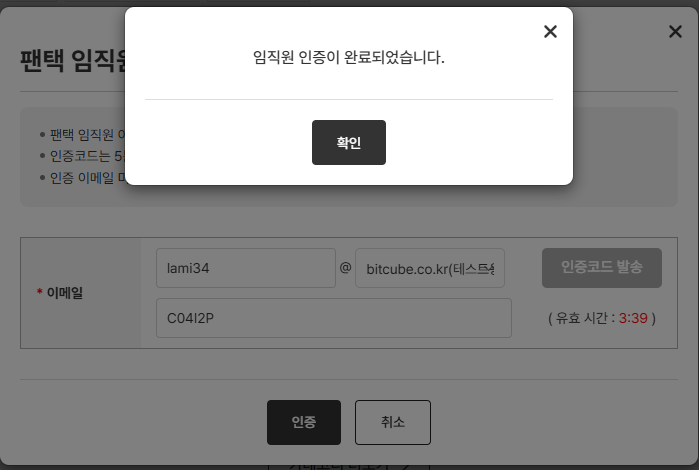 임직원 인증이 완료되었습니다.
확인
팬택 임직원
• 팬택 임직원
• 인증코드는
• 인증 이메일
* 이메일
lami34 @ bitcube.co.kr(테스트용
인증코드 발송
C04I2P
( 유효 시간 : 3:39 )
인증
취소